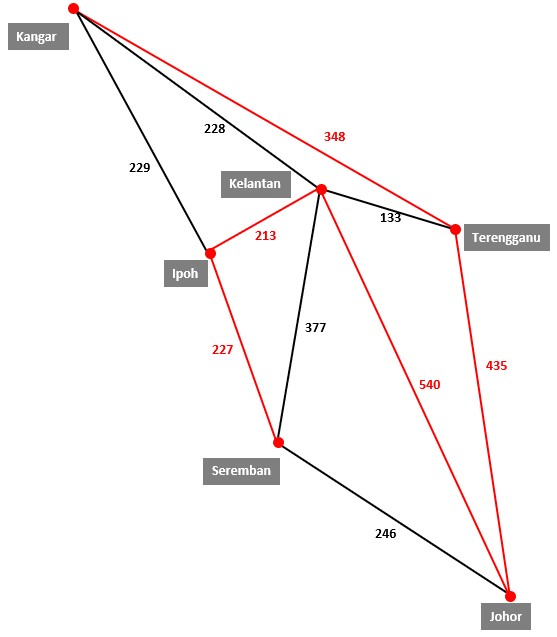 Kangar
348
228
229
Kelantan
133
213
Terengganu
Ipoh
377
227
435
540
Seremban
246
Johor